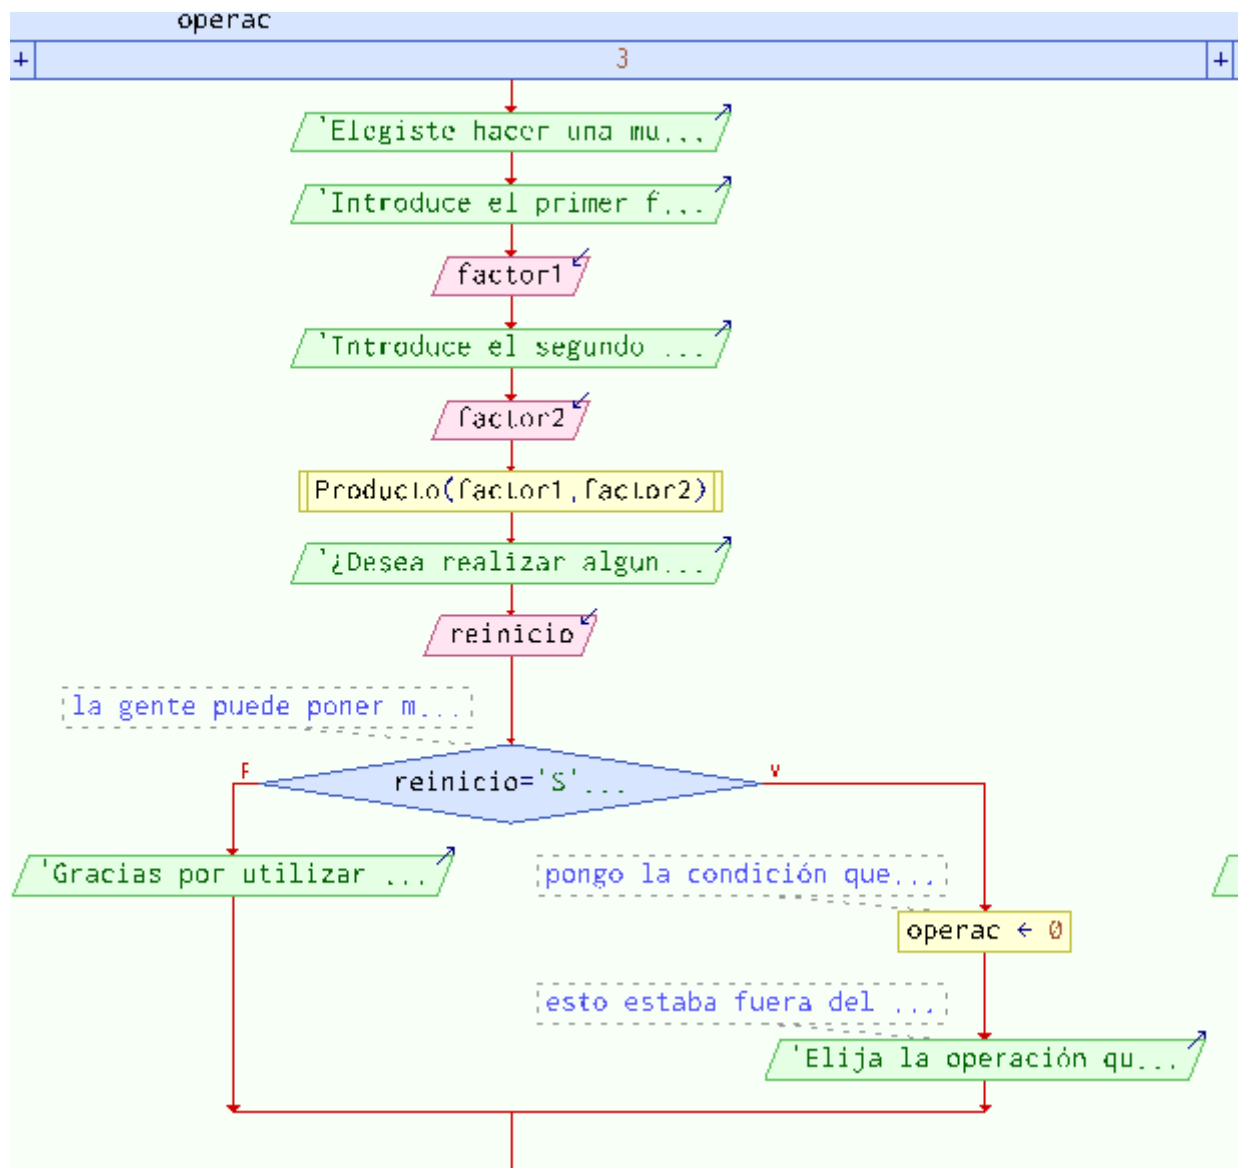 operac
+ 3 +
'Elegiste hacer una mu...
'Introduce el primer f...
factor1
'Introduce el segundo ...
factor2
Producto(factor1,factor2)
'¿Desea realizar algun...
reinicio
la gente puede poner m...
F
reinicio='S'...
V
'Gracias por utilizar ...
pongo la condición que...
operac ← 0
esto estaba fuera del ...
'Elija la operación qu...